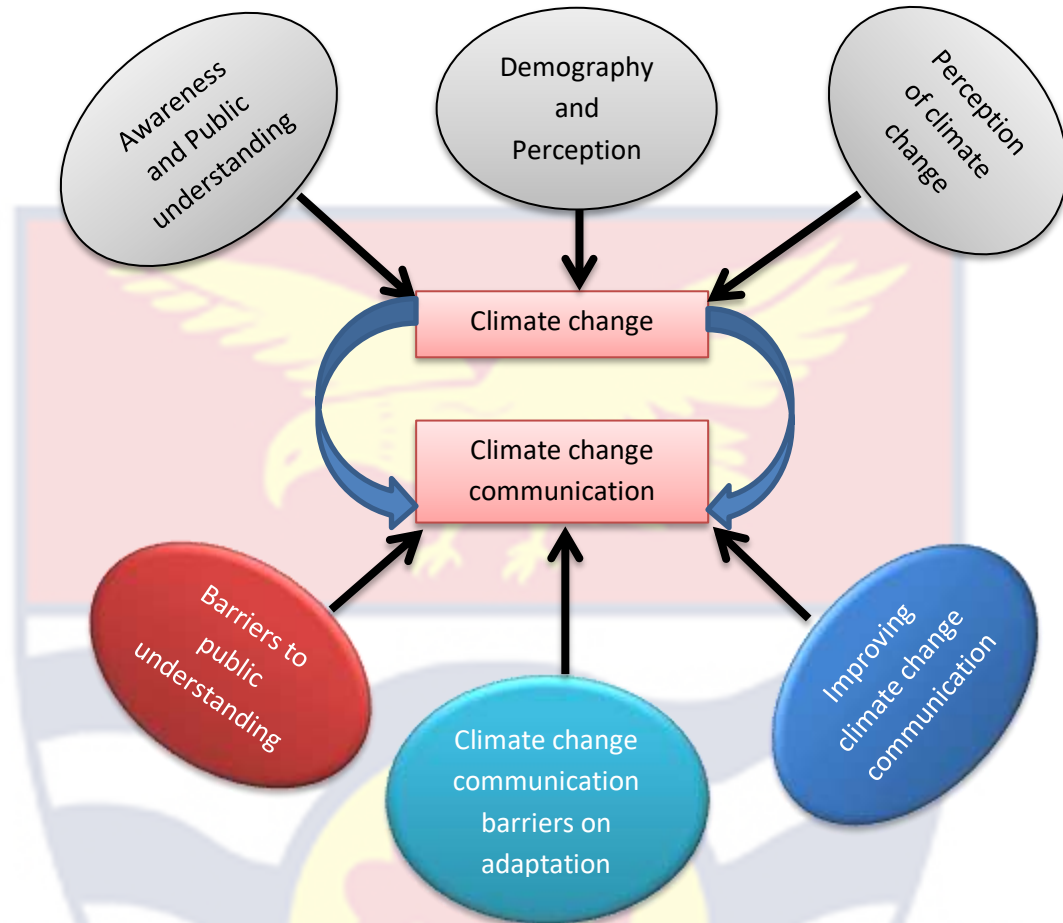 Awareness
and Public
understanding
Demography
and
Perception
Perception
of climate
change
Climate change
Climate change
communication
Barriers to
public
understanding
Climate change
communication
barriers on
adaptation
Improving
climate change
communication